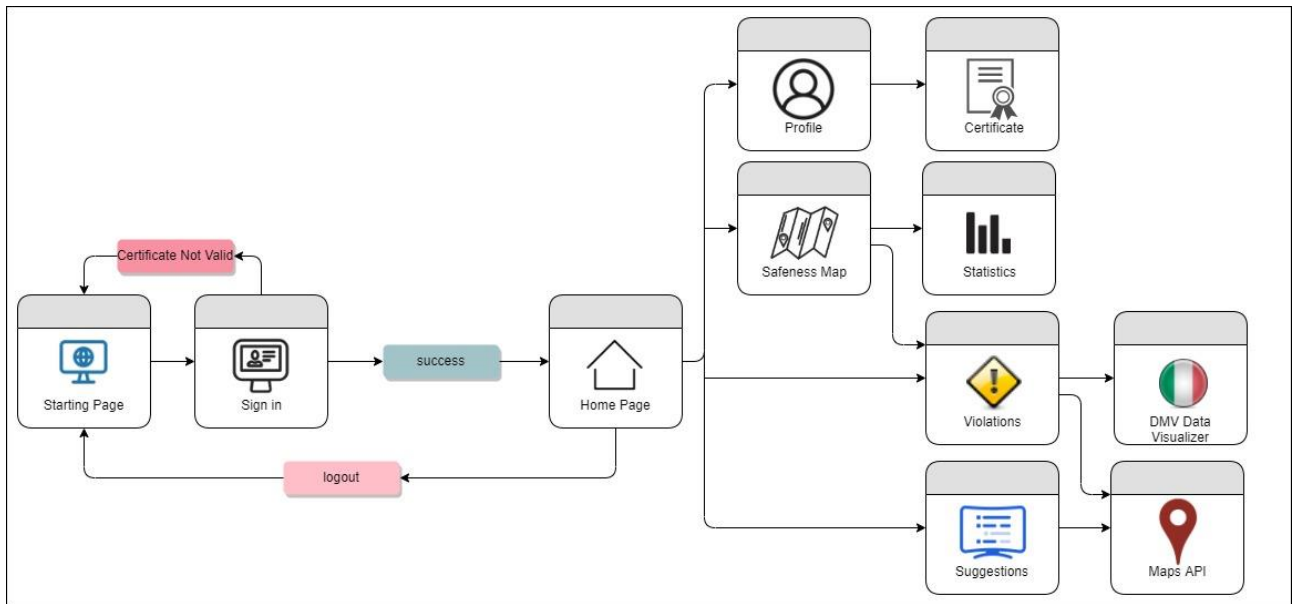 Profile
Certificate
Safeness Map
Statistics
Certificate Not Valid
Starting Page
Sign in
success
Home Page
Violations
DMV Data
Visualizer
logout
Suggestions
Maps API